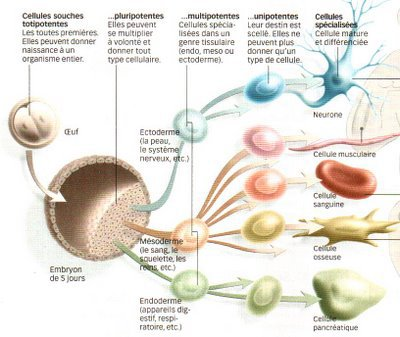 Cellules souches
totipotentes
Les toutes premières.
Elles peuvent donner
naissance à un
organisme entier.
...pluripotentes
Elles peuvent
se multiplier
à volonté et
donner tout
type cellulaire.
...multipotentes
Cellules spécia-
lisées dans un
genre tissulaire
(endo, meso ou
ectoderme).
...unipotentes
Leur destin est
scellé. Elles ne
peuvent plus
donner qu'un
type de cellule.
Cellules
spécialisées
Cellule mature
et différenciée
Œuf
Embryon
de 5 jours
Ectoderme
(la peau,
le système
nerveux, etc.)
Mésoderme
(le sang, le
squelette, les
reins, etc.)
Endoderme
(appareils dig-
estif, respi-
ratoire, etc.)
Neurone
Cellule musculaire
Cellule
sanguine
Cellule
osseuse
Cellule
pancréatique